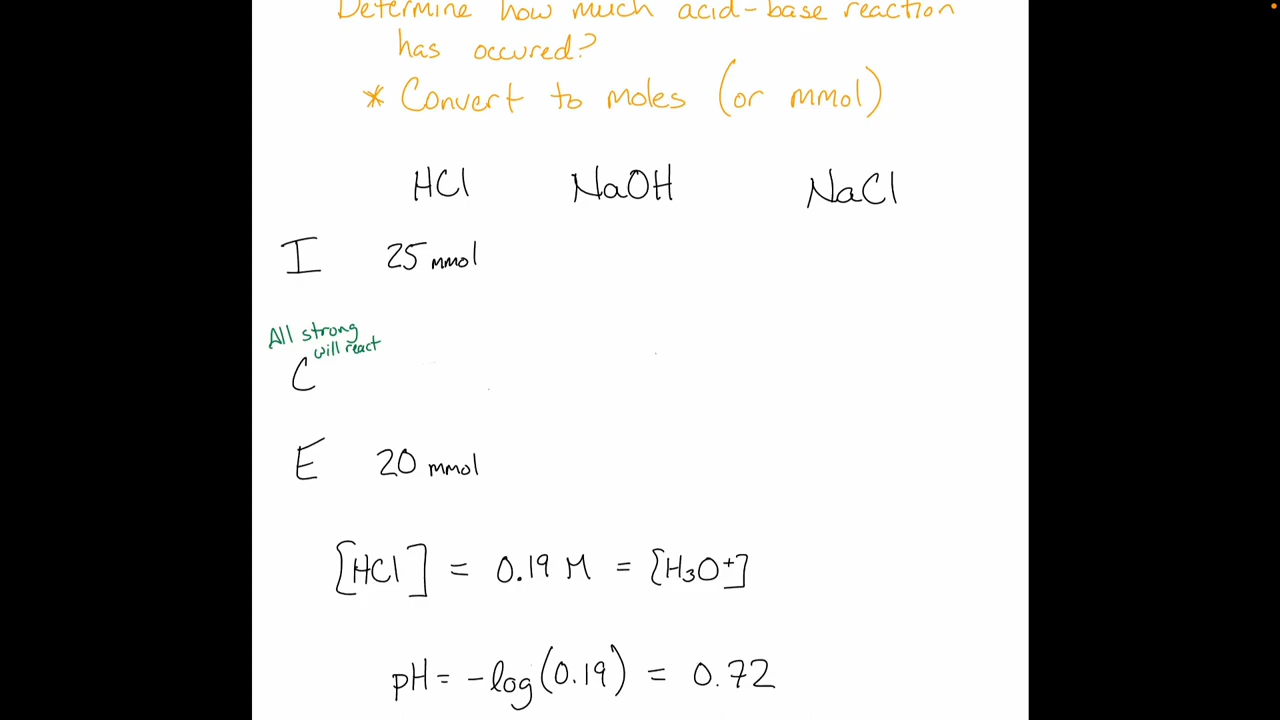 Determine how much acid-base reaction
has occured?
* Convert to moles (or mmol)
HCl NaOH NaCl
I 25 mmol
All strong
will react
C
E 20 mmol
[HCl] = 0.19 M = [H₃O⁺]
pH = -log(0.19) = 0.72